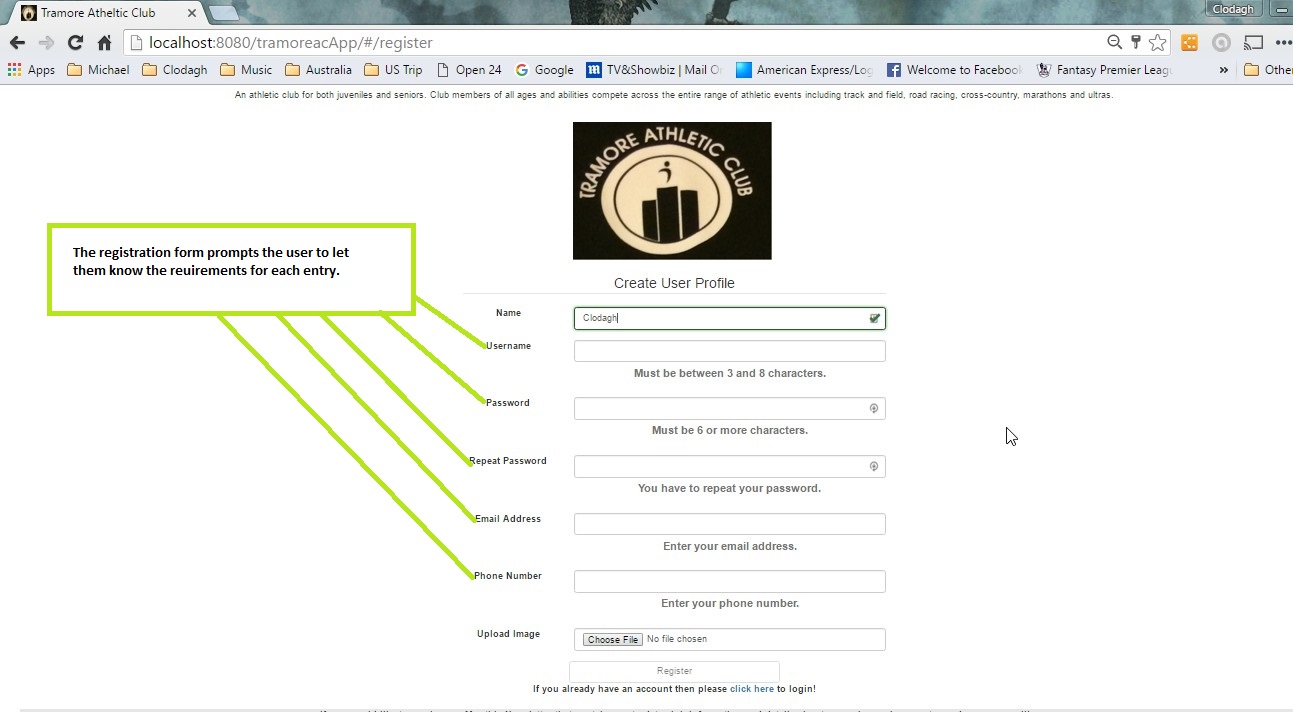 Tramore Atheltic Club
Clodagh
localhost:8080/tramoreacApp/#/register
Apps Michael Clodagh Music Australia US Trip Open 24 Google TV&Showbiz | Mail American Express/Log Welcome to Facebook Fantasy Premier » Other
An athletic club for both juveniles and seniors. Club members of all ages and abilities compete across the entire range of athletic events including track and field, road racing, cross-country, marathons and ultras.
TRAMORE ATHLETIC CLUB
The registration form prompts the user to let
them know the reuirements for each entry.
Create User Profile
Name Clodagh
Username
Must be between 3 and 8 characters.
Password
Must be 6 or more characters.
Repeat Password
You have to repeat your password.
Email Address
Enter your email address.
Phone Number
Enter your phone number.
Upload Image Choose File No file chosen
Register
If you already have an account then please click here to login!